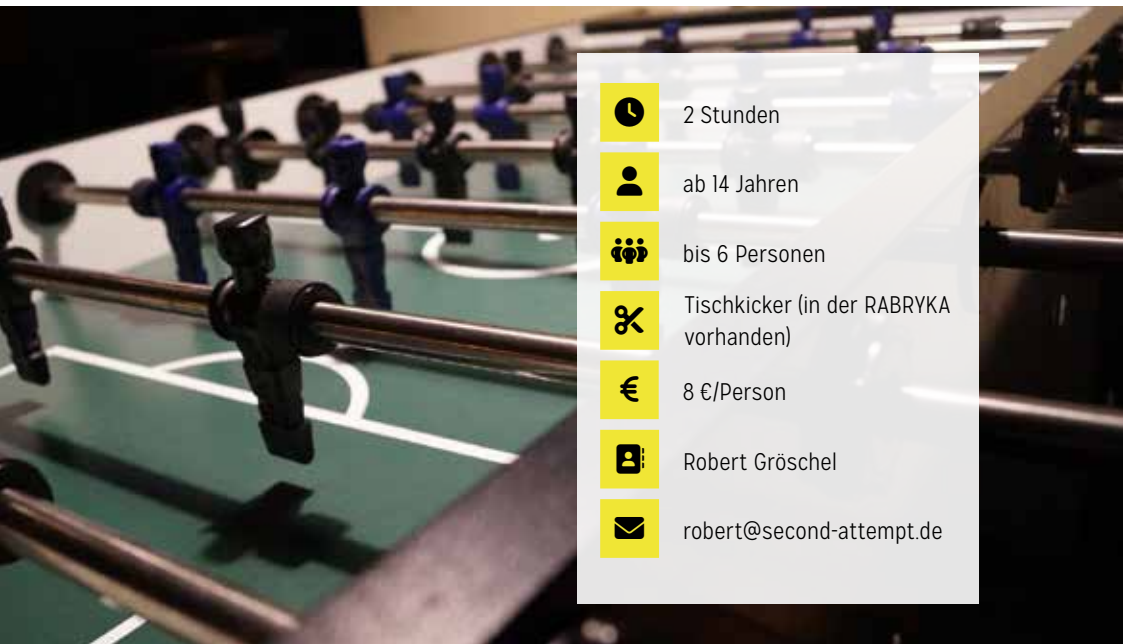 2 Stunden
ab 14 Jahren
bis 6 Personen
Tischkicker (in der RABRYKA
vorhanden)
8 €/Person
Robert Gröschel
robert@second-attempt.de